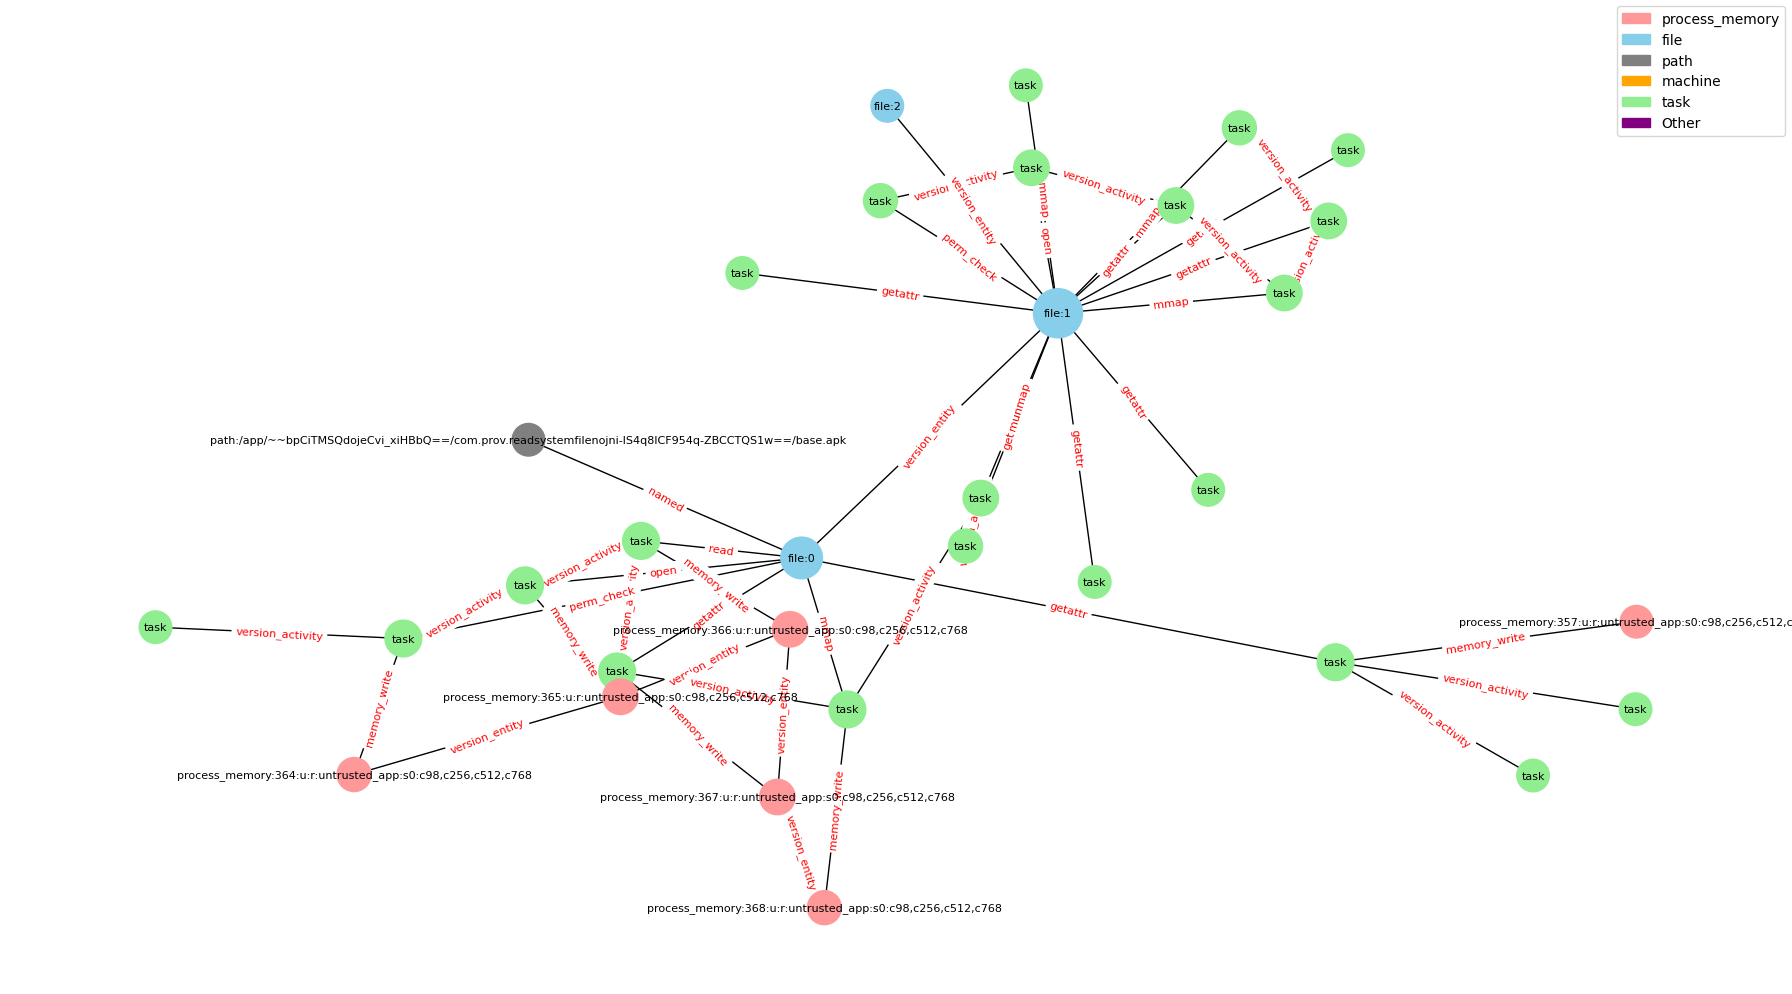 process_memory
file
path
machine
task
Other
task
file:2
task
task
version_activity
task
version_activity
version_activity
task
mmap
version_entity
task
mmap
task
open
task
perm_check
getattr
version_activity
getattr
task
getattr
task
getattr
mmap
file:1
getattr
munmap
version_entity
getattr
path:/app/~~bpCiTMSQdojeCvi_xiHBbQ==/com.prov.readsystemfilenojni-IS4q8lCF954q-ZBCCTQS1w==/base.apk
named
task
task
task
read
version_activity
file:0
task
open
memory_write
task
task
perm_check
version_activity
version_activity
getattr
getattr
task
version_activity
task
memory_write
mmap
process_memory:366:u:r:untrusted_app:s0:c98,c256,c512,c768
process_memory:357:u:r:untrusted_app:s0:c98,c256,c512,c
memory_write
task
version_entity
task
version_activity
version_activity
process_memory:365:u:r:untrusted_app:s0:c98,c256,c512,c768
task
task
memory_write
version_entity
version_activity
memory_write
version_entity
process_memory:364:u:r:untrusted_app:s0:c98,c256,c512,c768
task
process_memory:367:u:r:untrusted_app:s0:c98,c256,c512,c768
memory_write
version_entity
process_memory:368:u:r:untrusted_app:s0:c98,c256,c512,c768